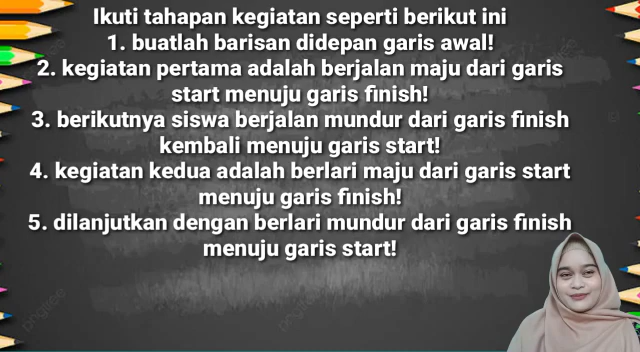 Ikuti tahapan kegiatan seperti berikut ini
1. buatlah barisan didepan garis awal!
2. kegiatan pertama adalah berjalan maju dari garis
start menuju garis finish!
3. berikutnya siswa berjalan mundur dari garis finish
kembali menuju garis start!
4. kegiatan kedua adalah berlari maju dari garis start
menuju garis finish!
5. dilanjutkan dengan berlari mundur dari garis finish
menuju garis start!